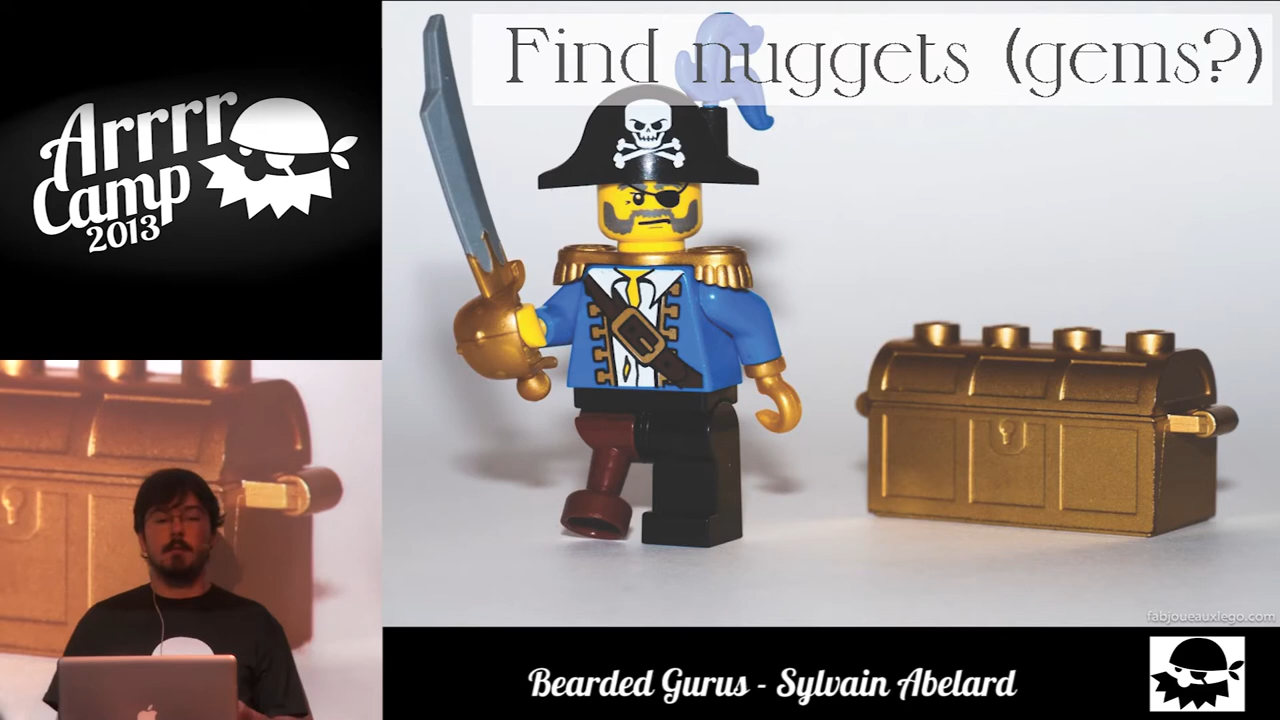 Arrrr
Camp
2013
Find nuggets (gems?)
fabjoueauxlego.com
Bearded Gurus - Sylvain Abelard